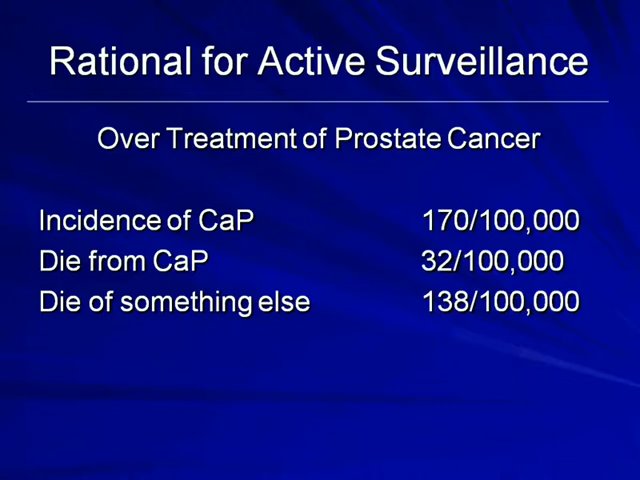 Rational for Active Surveillance
Over Treatment of Prostate Cancer
Incidence of CaP 170/100,000
Die from CaP 32/100,000
Die of something else 138/100,000